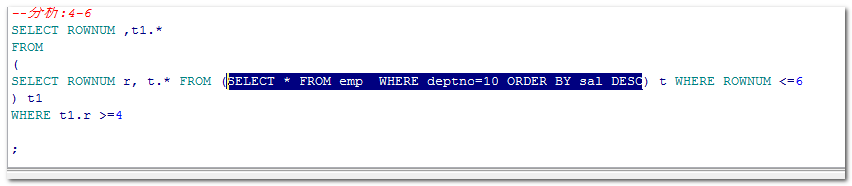 --分析:4-6
SELECT ROWNUM ,t1.*
FROM
(
SELECT ROWNUM r, t.* FROM (SELECT * FROM emp  WHERE deptno=10 ORDER BY sal DESC) t WHERE ROWNUM <=6
) t1
WHERE t1.r >=4
;